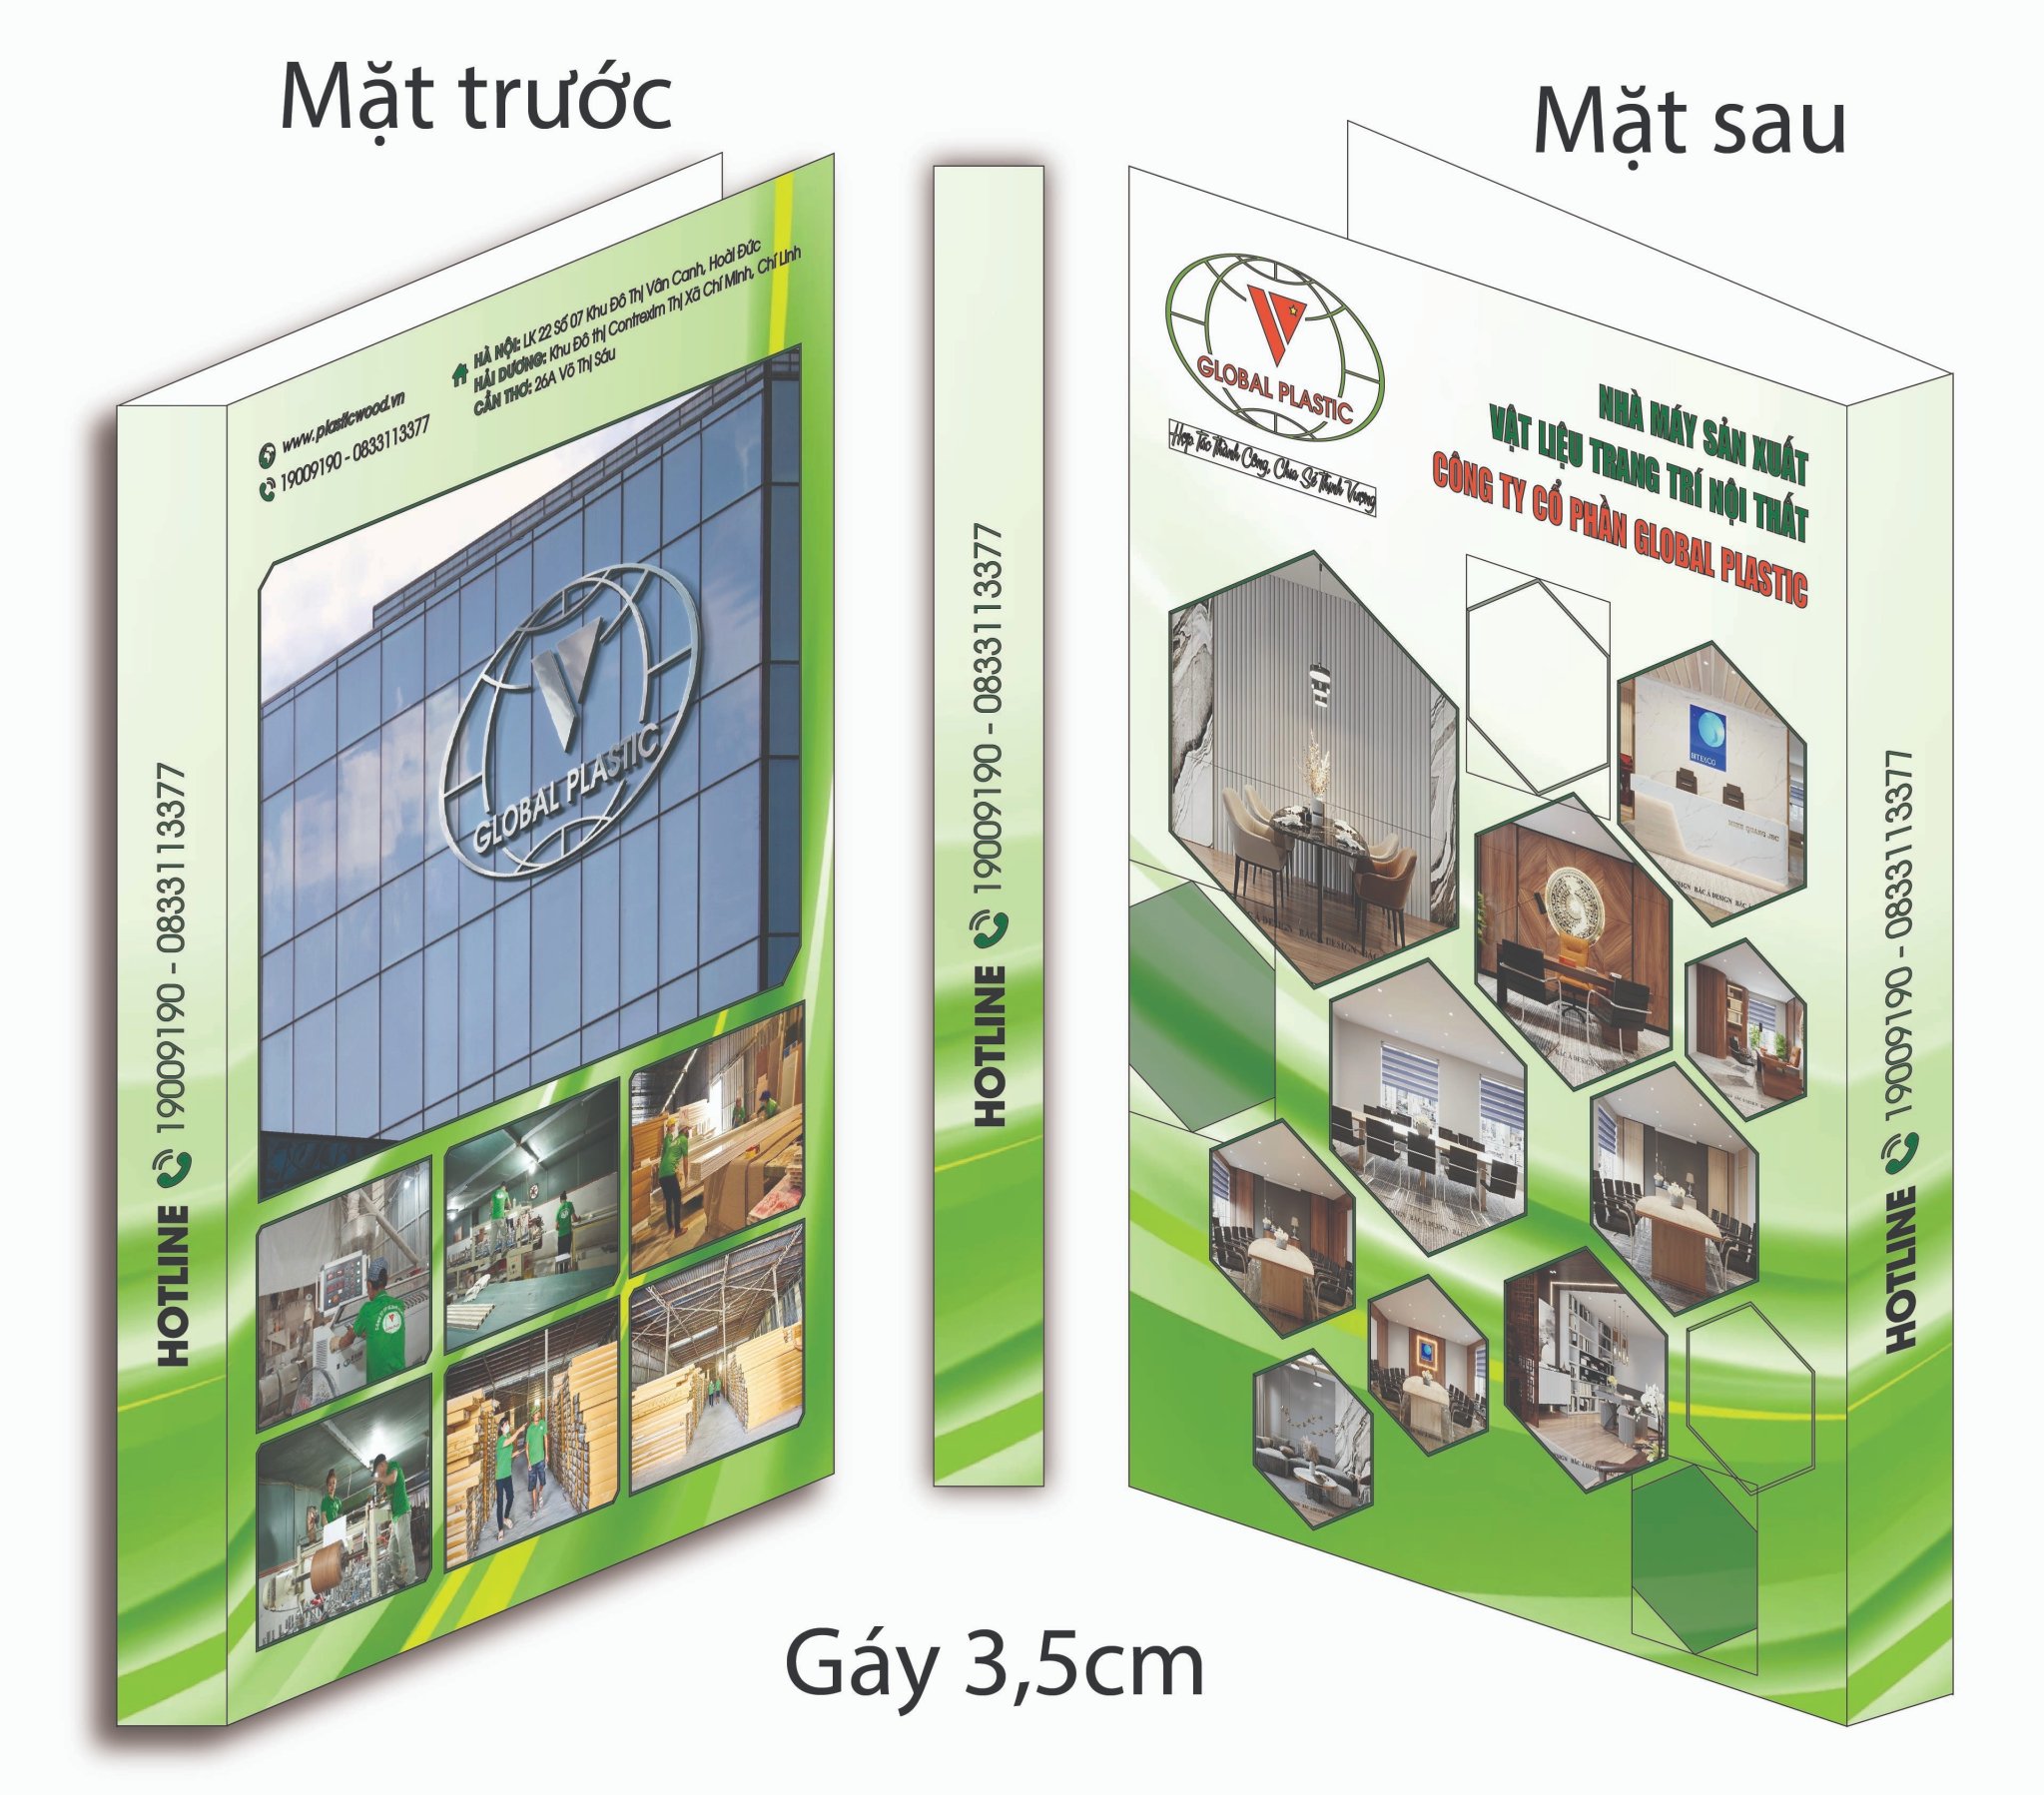 Mặt trước
Mặt sau
www.plasticwood.vn
19009190 - 0833113377
HÀ NỘI: LK 22 Số 07 Khu Đô Thị Vân Canh, Hoài Đức
HẢI DƯƠNG: Khu Đô thị Contrexim Thị Xã Chí Minh, Chí Linh
CẦN THƠ: 26A Võ Thị Sáu
GLOBAL PLASTIC
HOTLINE 19009190 - 0833113377
HOTLINE 19009190 - 0833113377
GLOBAL PLASTIC
Hợp Tác Thành Công, Chia Sẻ Thịnh Vượng
NHÀ MÁY SẢN XUẤT
VẬT LIỆU TRANG TRÍ NỘI THẤT
CÔNG TY CỔ PHẦN GLOBAL PLASTIC
BITEXCO
HOTLINE 19009190 - 0833113377
Gáy 3,5cm